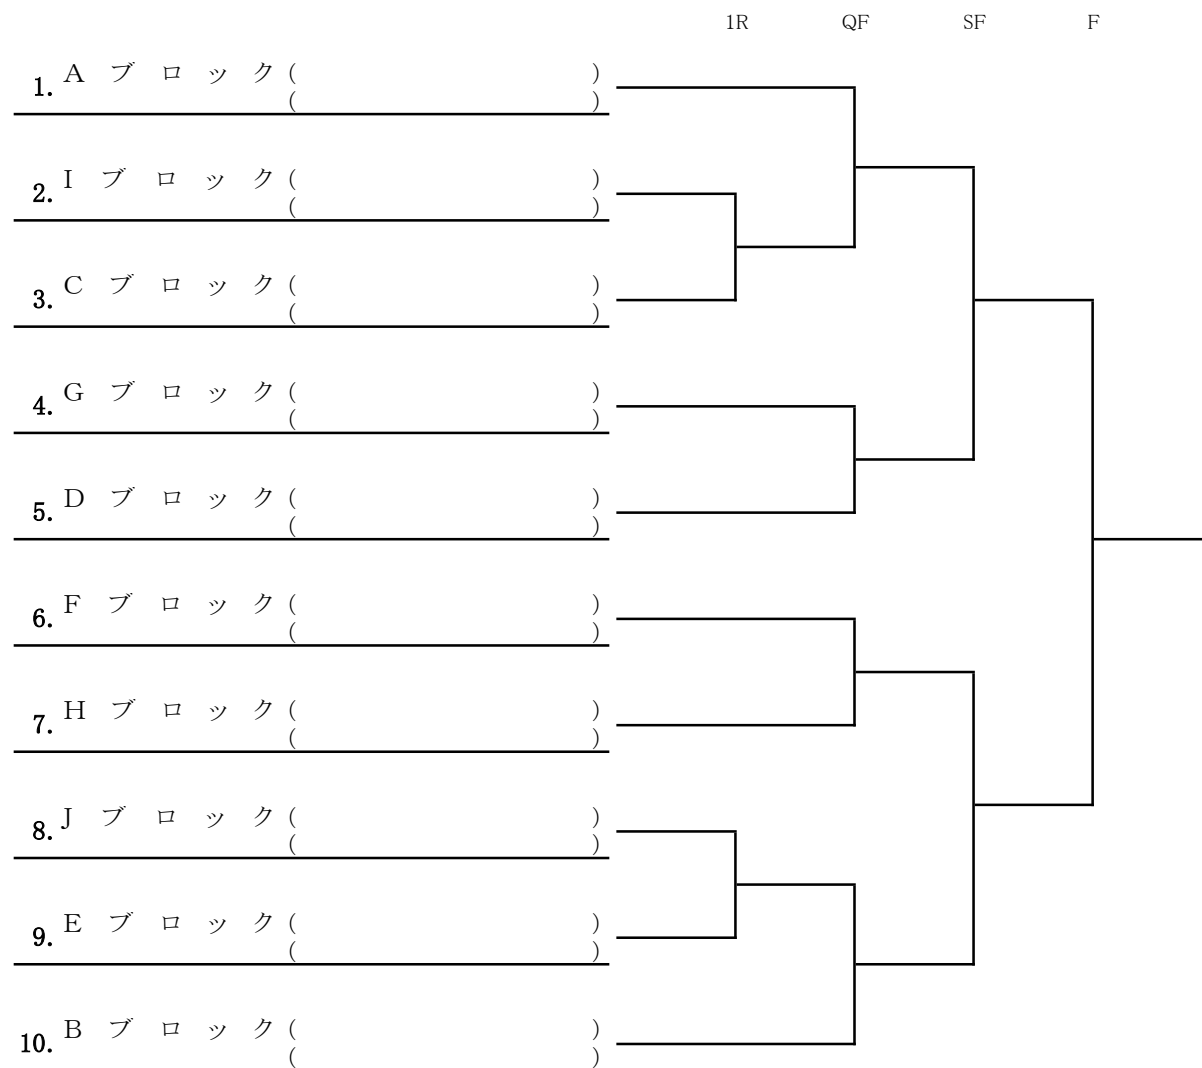 1R QF SF F
1. A ブ ロ ッ ク ( )
( )
2. I ブ ロ ッ ク ( )
( )
3. C ブ ロ ッ ク ( )
( )
4. G ブ ロ ッ ク ( )
( )
5. D ブ ロ ッ ク ( )
( )
6. F ブ ロ ッ ク ( )
( )
7. H ブ ロ ッ ク ( )
( )
8. J ブ ロ ッ ク ( )
( )
9. E ブ ロ ッ ク ( )
( )
10. B ブ ロ ッ ク ( )
( )